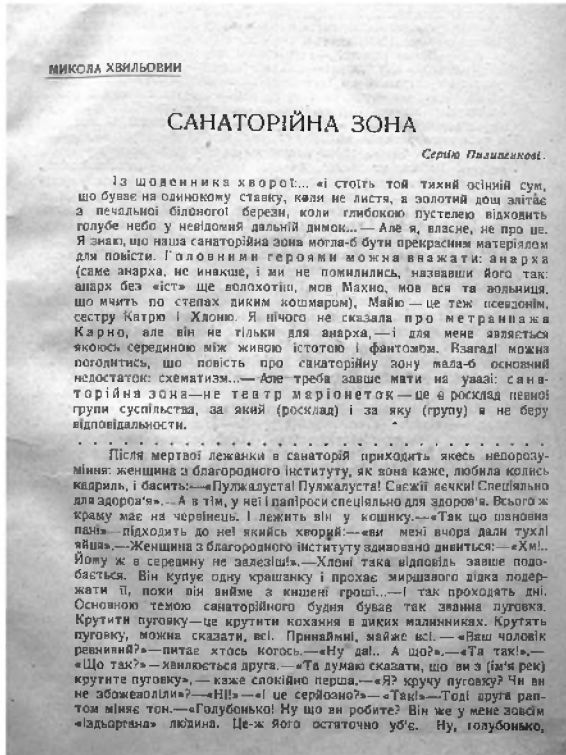 МИКОЛА ХВИЛЬОВИЙ
САНАТОРІЙНА ЗОНА
Сергію Пилипенкові.
Із щоденника хворої:... «і стоїть той тихий осінній сум,
що буває на одинокому ставку, коли не листя, а золотий дощ злітає
з печальної білоногої берези, коли глибокою пустелею відходить
голубе небо у невідомий дальній димок...— Але я, власне, не про це.
Я знаю, що наша санаторійна зона могла-б бути прекрасним матеріялом
для повісти. Головними героями можна вважати: анарха
(саме анарха, не инакше, і ми не помилились, назвавши його так:
анарх без «іст» ще волохотіш, мов Махно, мов вся та вольниця,
що мчить по степах диким кошмаром), Майю — це теж псевдонім,
сестру Катрю і Хлоню. Я нічого не сказала про метранпажа
Карно, але він не тільки для анарха,—і для мене являється
якоюсь серединою між живою істотою і фантомом. Взагалі можна
погодитись, що повість про санаторійну зону мала-б основний
недостаток: схематизм...— Але треба завше мати на увазі: сана-
торійна зона—не театр маріонеток — це є росклад певної
групи суспільства, за який (росклад) і за яку (групу) я не беру
відповідальности.
Після мертвої лежанки в санаторій приходить якесь непорозу-
міння: женщина з благородного інституту, як вона каже, любила колись
кадриль, і басить:—«Пулжалуста! Пулжалуста! Свєжії яєчки! Спеціяльно
для здоров'я»...А втім, у неї і папіроси спеціяльно для здоров'я. Всього ж
краму має на червінець. І лежить він у кошику.—«Так що шановна
пані»— підходить до неї якийсь хворий:—«ви мені вчора дали тухлі
яйця».—Женщина з благородного інституту здивовано дивиться:—«Хм!..
Йому ж в середину не залезіш!».—Хлоні така відповідь завше подо-
бається. Він купує одну крашанку і прохає миршавого дідка подер-
жати її, поки він вийме з кишені гроші...—І так проходять дні.
Основною темою санаторійного будня буває так званна пуговка.
Крутити пуговку—це крутити кохання в диких малинниках. Крутять
пуговку, можна сказати, всі. Принаймні, майже всі. —«Ваш чоловік
ревнивий?»—питає хтось когось.—«Ну да!.. А що?».—«Та так!».—
«Що так?» — хвилюється друга.—«Та думаю сказати, що ви з (ім'я рек)
крутите пуговку»,— каже спокійно перша.—«Я? кручу пуговку? Чи ви
не збожеволіли»?—«Ні!»—«І це серйозно?»—«Так!»—Тоді друга рап-
том міняє тон.—«Голубонько! Ну що ви робите? Він же у мене зовсім
«іздьоргана» людина. Це-ж його остаточно уб'є. Ну, голубонько,